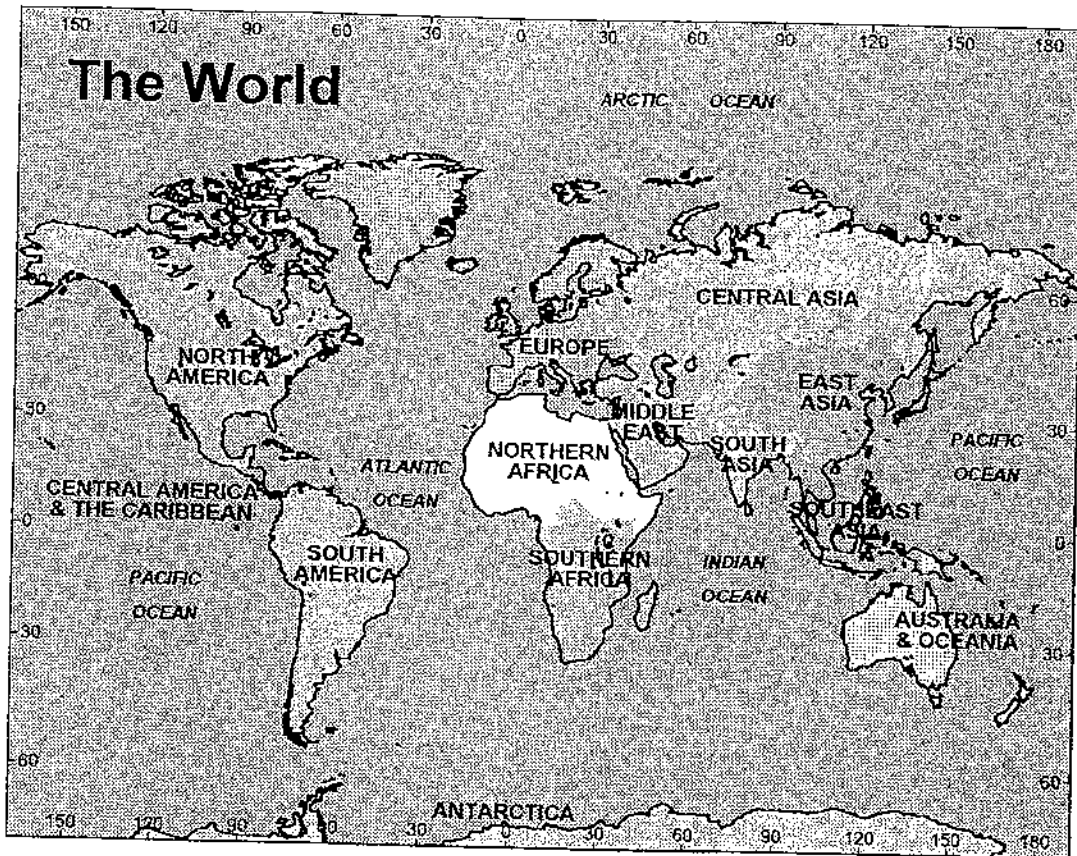 150 120 90 60 30 0 30 60 90 120 150 180
The World
ARCTIC OCEAN
CENTRAL ASIA
60
EUROPE
NORTH
AMERICA
EAST
ASIA
30
MIDDLE
EAST
30
SOUTH
ASIA
PACIFIC
OCEAN
NORTHERN
AFRICA
ATLANTIC
OCEAN
CENTRAL AMERICA
& THE CARIBBEAN
0
SOUTHEAST
ASIA
0
SOUTH
AMERICA
SOUTHERN
AFRICA
INDIAN
OCEAN
PACIFIC
OCEAN
AUSTRALIA
& OCEANIA
30
30
60
60
ANTARCTICA
150 120 90 0 30 0 30 60 90 120 150 180